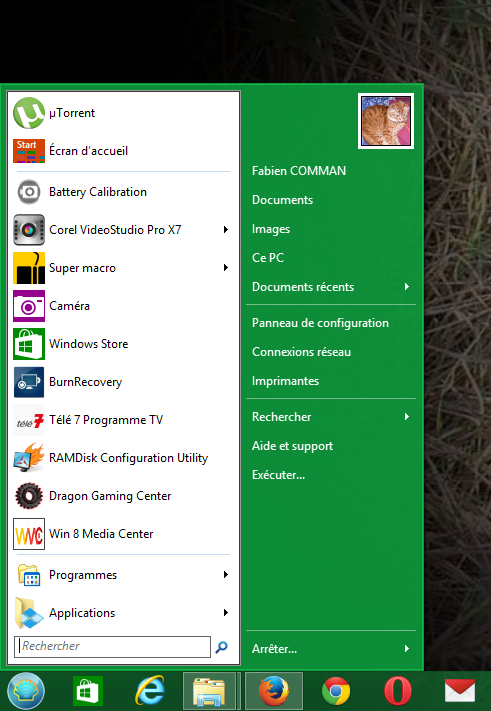 µTorrent
Start
Écran d'accueil
Battery Calibration
Corel VideoStudio Pro X7
Super macro
Caméra
Windows Store
BurnRecovery
télé 7
Télé 7 Programme TV
RAMDisk Configuration Utility
Dragon Gaming Center
WMC
Win 8 Media Center
Programmes
Applications
Rechercher
Fabien COMMAN
Documents
Images
Ce PC
Documents récents
Panneau de configuration
Connexions réseau
Imprimantes
Rechercher
Aide et support
Exécuter...
Arrêter...